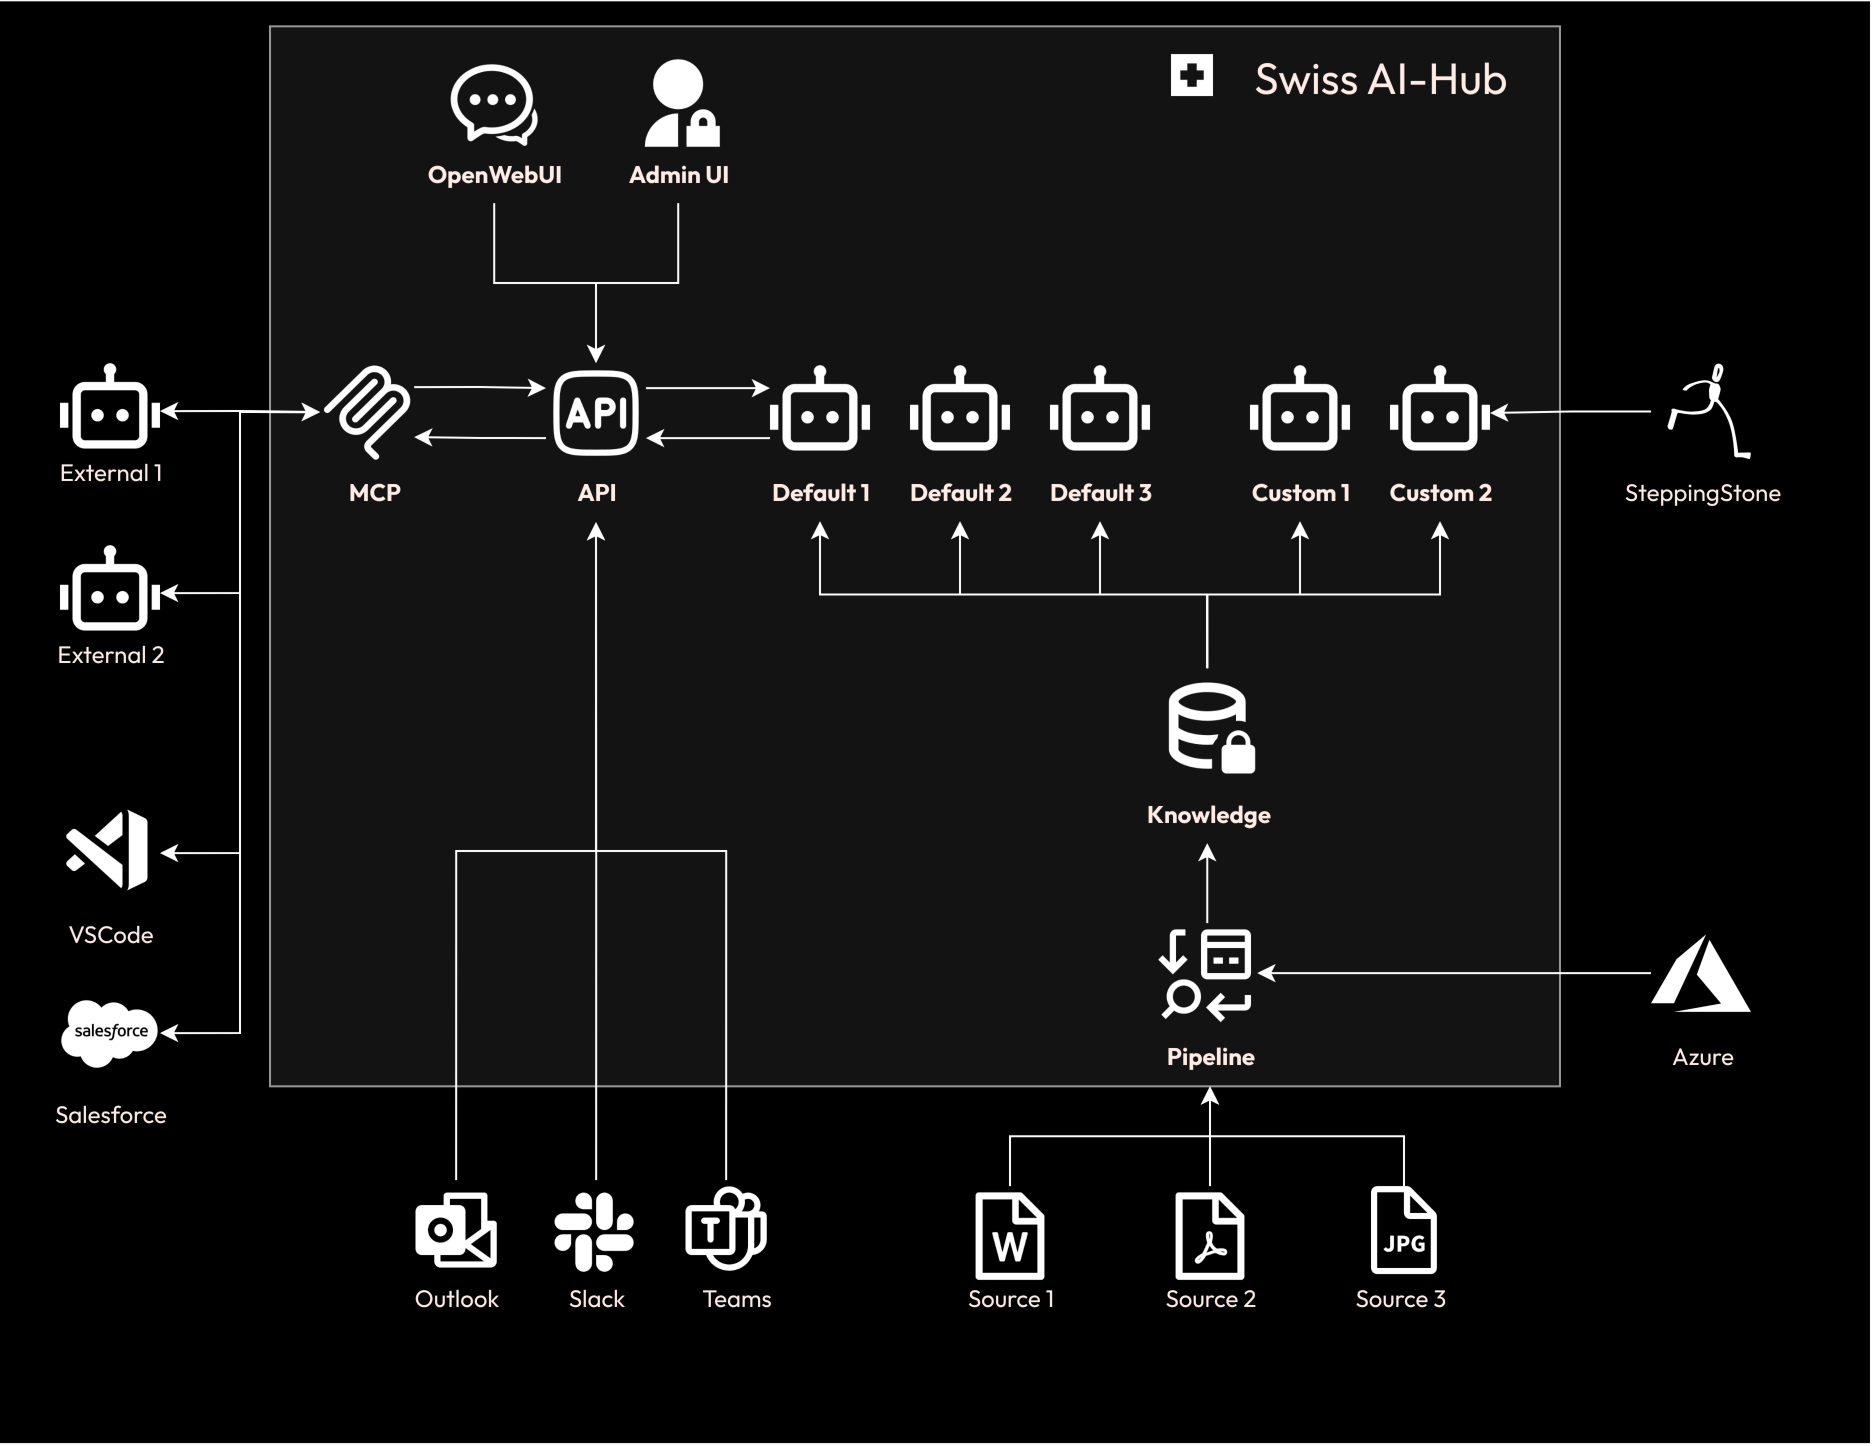 Swiss AI-Hub
OpenWebUI
Admin UI
API
External 1
MCP
API
Default 1
Default 2
Default 3
Custom 1
Custom 2
SteppingStone
External 2
Knowledge
VSCode
salesforce
Salesforce
Pipeline
Azure
T
W
JPG
Outlook
Slack
Teams
Source 1
Source 2
Source 3